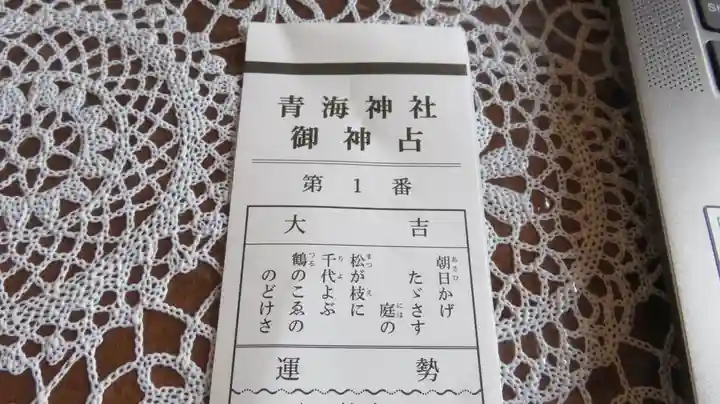 青海神社
御神占
第1番
大吉
朝日かげ
たゞさす
庭の
松が枝に
千代よぶ
鶴のこゑの
のどけさ
運勢